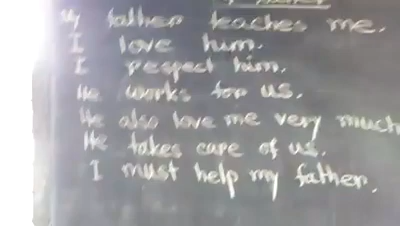 My father teaches me.
I love him.
I respect him.
He works for us.
He also love me very much
He takes care of us.
I must help my father.